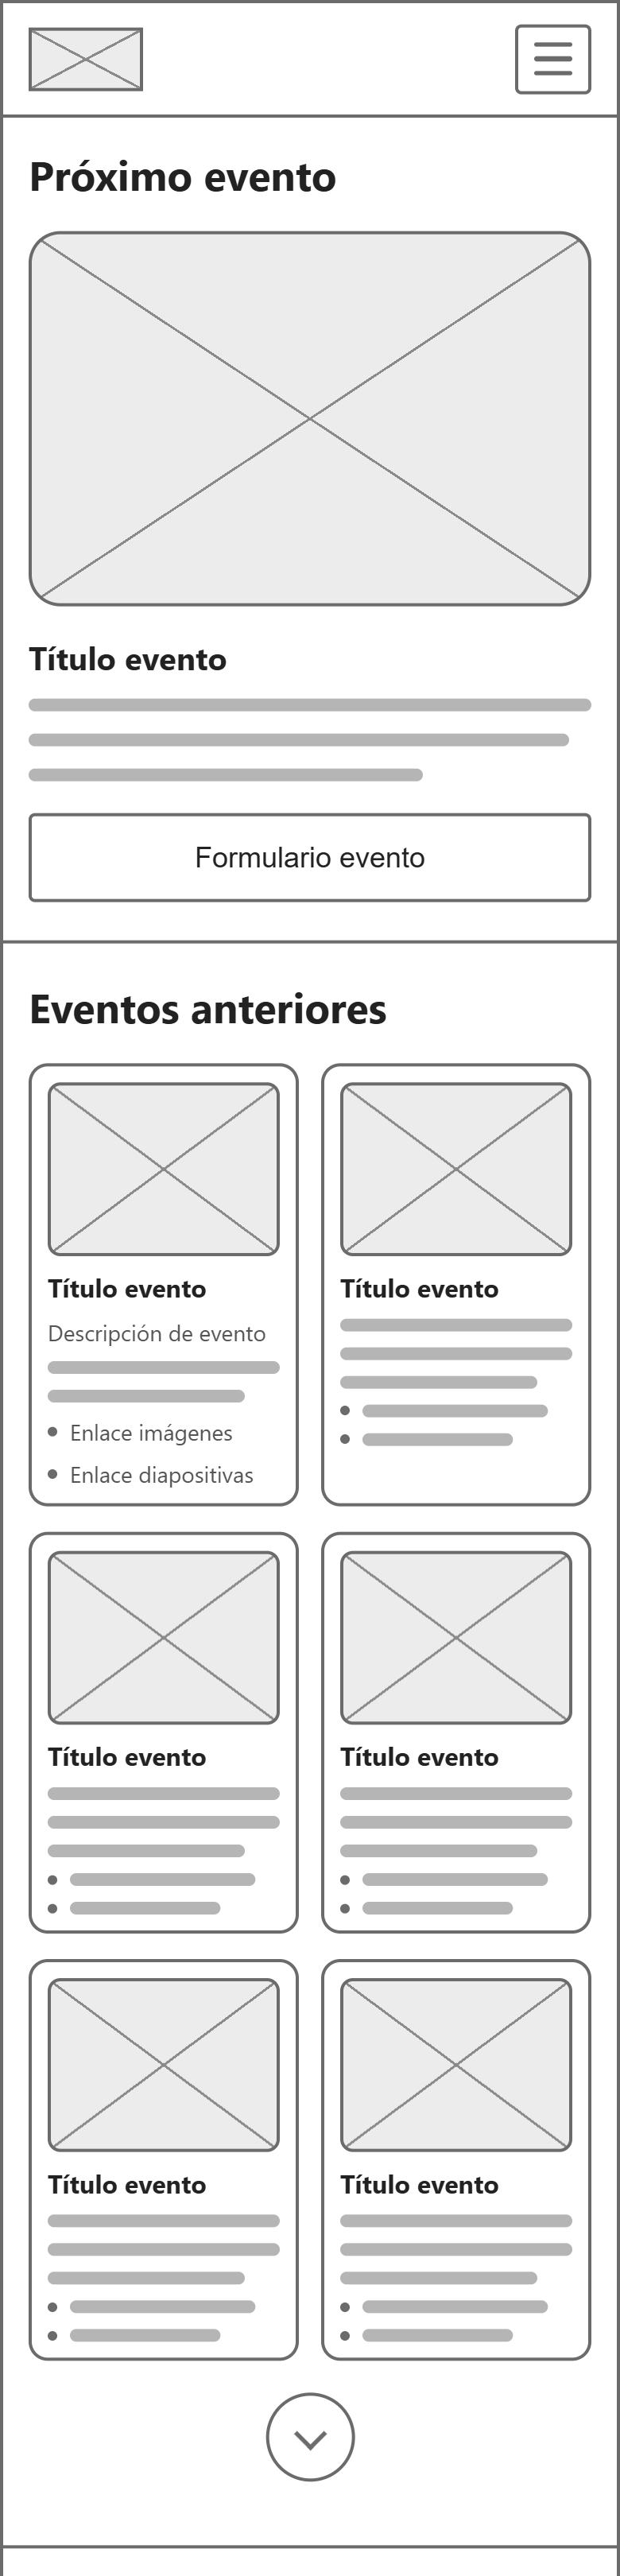 Próximo evento
Título evento
Formulario evento
Eventos anteriores
Título evento
Descripción de evento
Enlace imágenes
Enlace diapositivas
Título evento
Título evento
Título evento
Título evento
Título evento